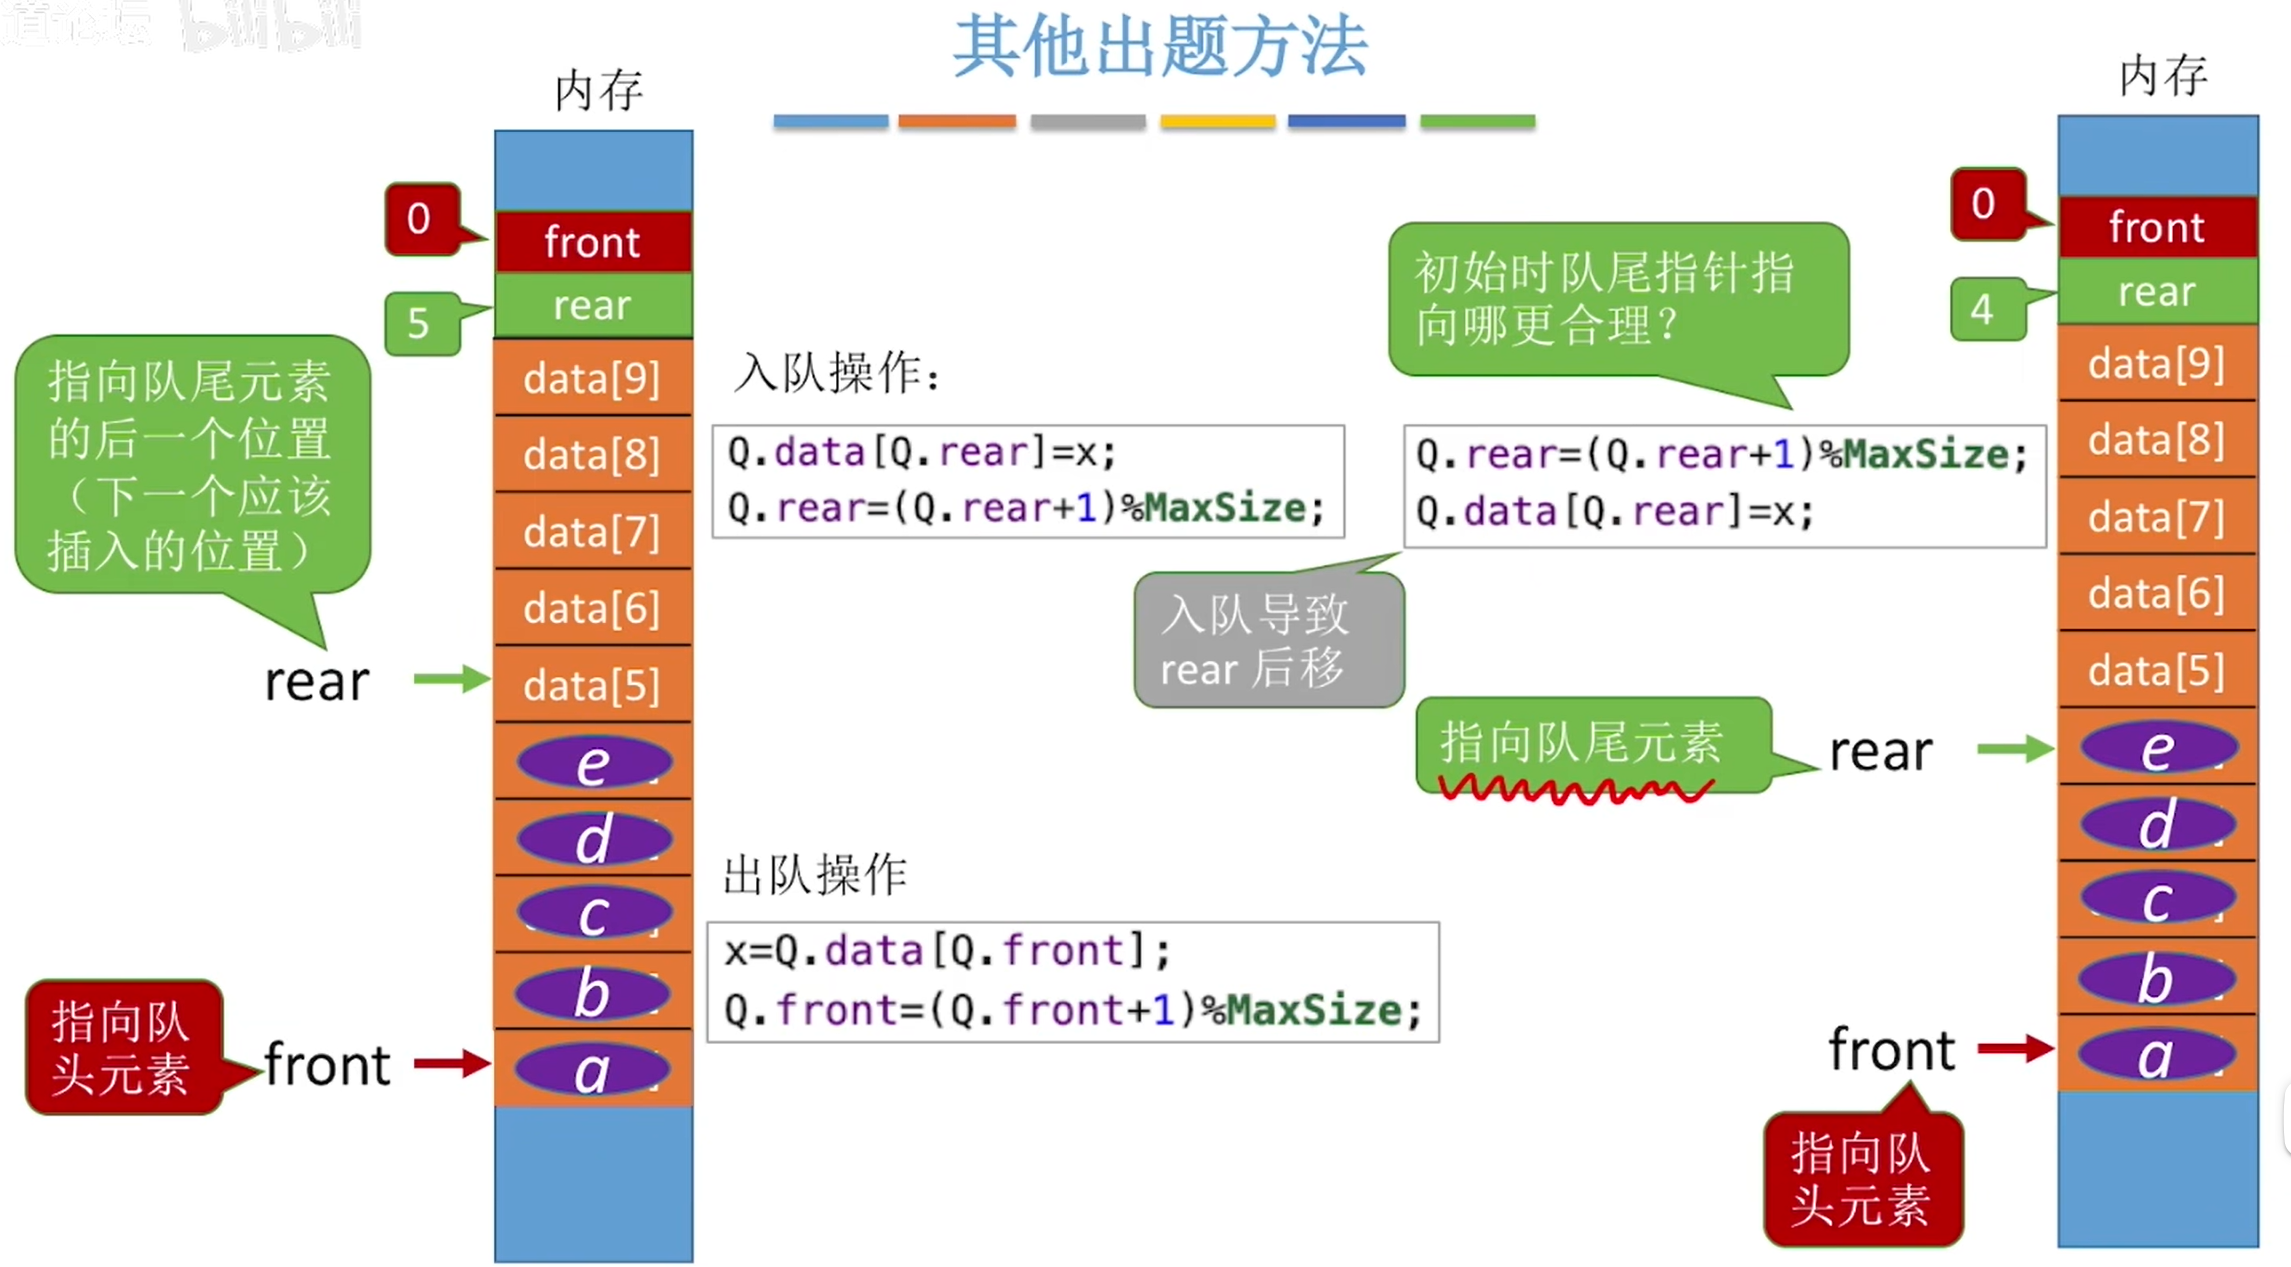 道论坛 bilibili
其他出题方法
内存
0
front
5
rear
指向队尾元素
的后一个位置
（下一个应该
插入的位置）
data[9]
data[8]
data[7]
data[6]
rear
data[5]
e
d
c
b
指向队
头元素
front
a
入队操作：
Q.data[Q.rear]=x;
Q.rear=(Q.rear+1)%MaxSize;
出队操作
x=Q.data[Q.front];
Q.front=(Q.front+1)%MaxSize;
初始时队尾指针指
向哪更合理？
Q.rear=(Q.rear+1)%MaxSize;
Q.data[Q.rear]=x;
入队导致
rear 后移
指向队尾元素
rear
front
指向队
头元素
内存
0
front
4
rear
data[9]
data[8]
data[7]
data[6]
data[5]
e
d
c
b
a